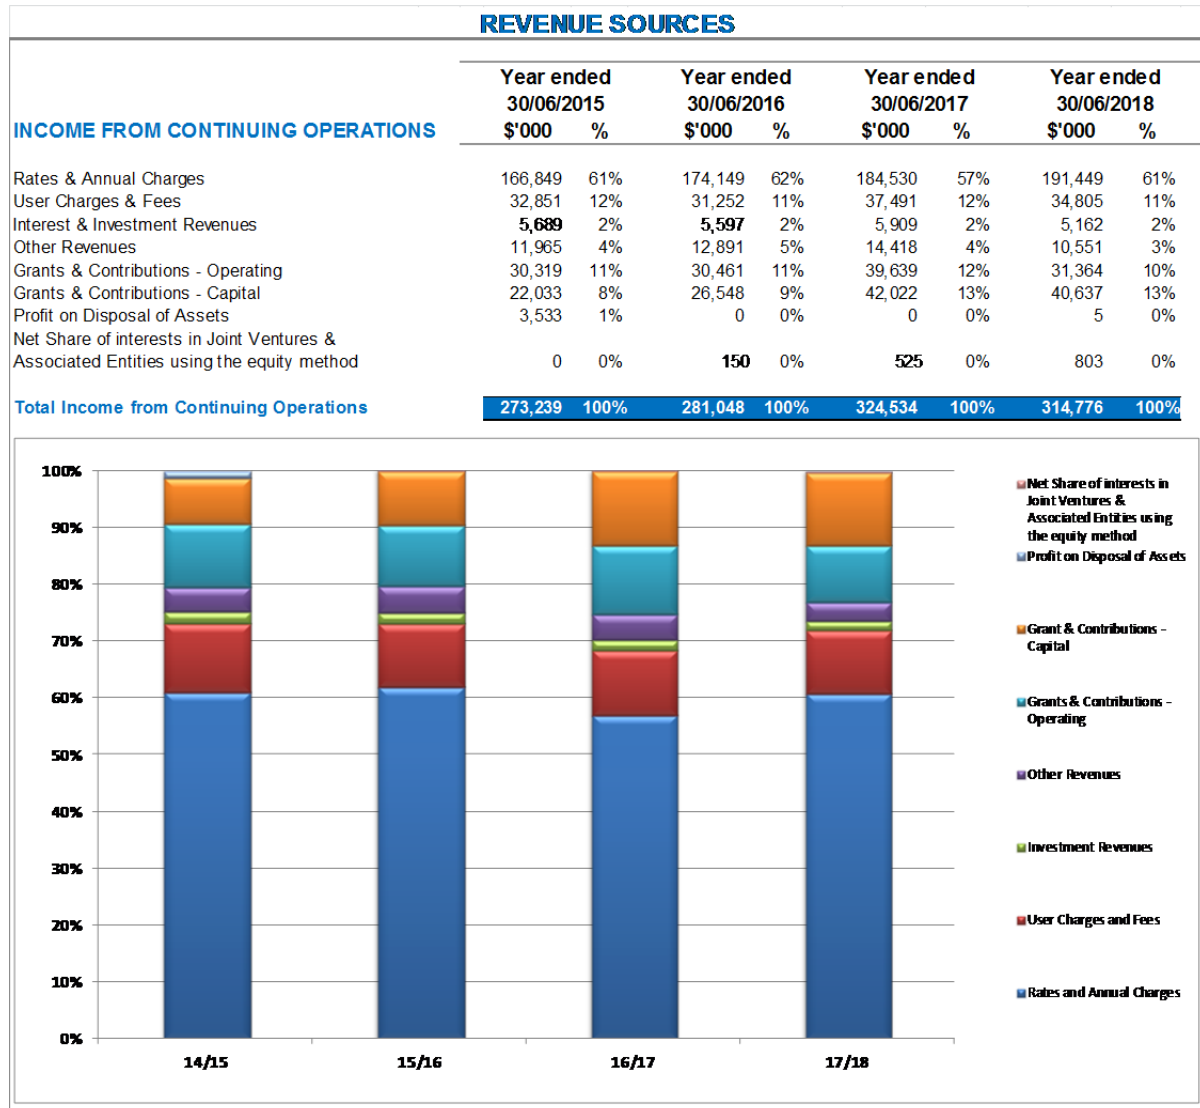 REVENUE SOURCES
Year ended Year ended Year ended Year ended
30/06/2015 30/06/2016 30/06/2017 30/06/2018
INCOME FROM CONTINUING OPERATIONS $'000 % $'000 % $'000 % $'000 %
Rates & Annual Charges 166,849 61% 174,149 62% 184,530 57% 191,449 61%
User Charges & Fees 32,851 12% 31,252 11% 37,491 12% 34,805 11%
Interest & Investment Revenues 5,689 2% 5,597 2% 5,909 2% 5,162 2%
Other Revenues 11,965 4% 12,891 5% 14,418 4% 10,551 3%
Grants & Contributions - Operating 30,319 11% 30,461 11% 39,639 12% 31,364 10%
Grants & Contributions - Capital 22,033 8% 26,548 9% 42,022 13% 40,637 13%
Profit on Disposal of Assets 3,533 1% 0 0% 0 0% 5 0%
Net Share of interests in Joint Ventures &
Associated Entities using the equity method 0 0% 150 0% 525 0% 803 0%
Total Income from Continuing Operations 273,239 100% 281,048 100% 324,534 100% 314,776 100%
100%
90%
80%
70%
60%
50%
40%
30%
20%
10%
0%
14/15 15/16 16/17 17/18
Net Share of interests in
Joint Ventures &
Associated Entities using
the equity method
Profit on Disposal of Assets
Grant & Contributions -
Capital
Grants & Contributions -
Operating
Other Revenues
Investment Revenues
User Charges and Fees
Rates and Annual Charges